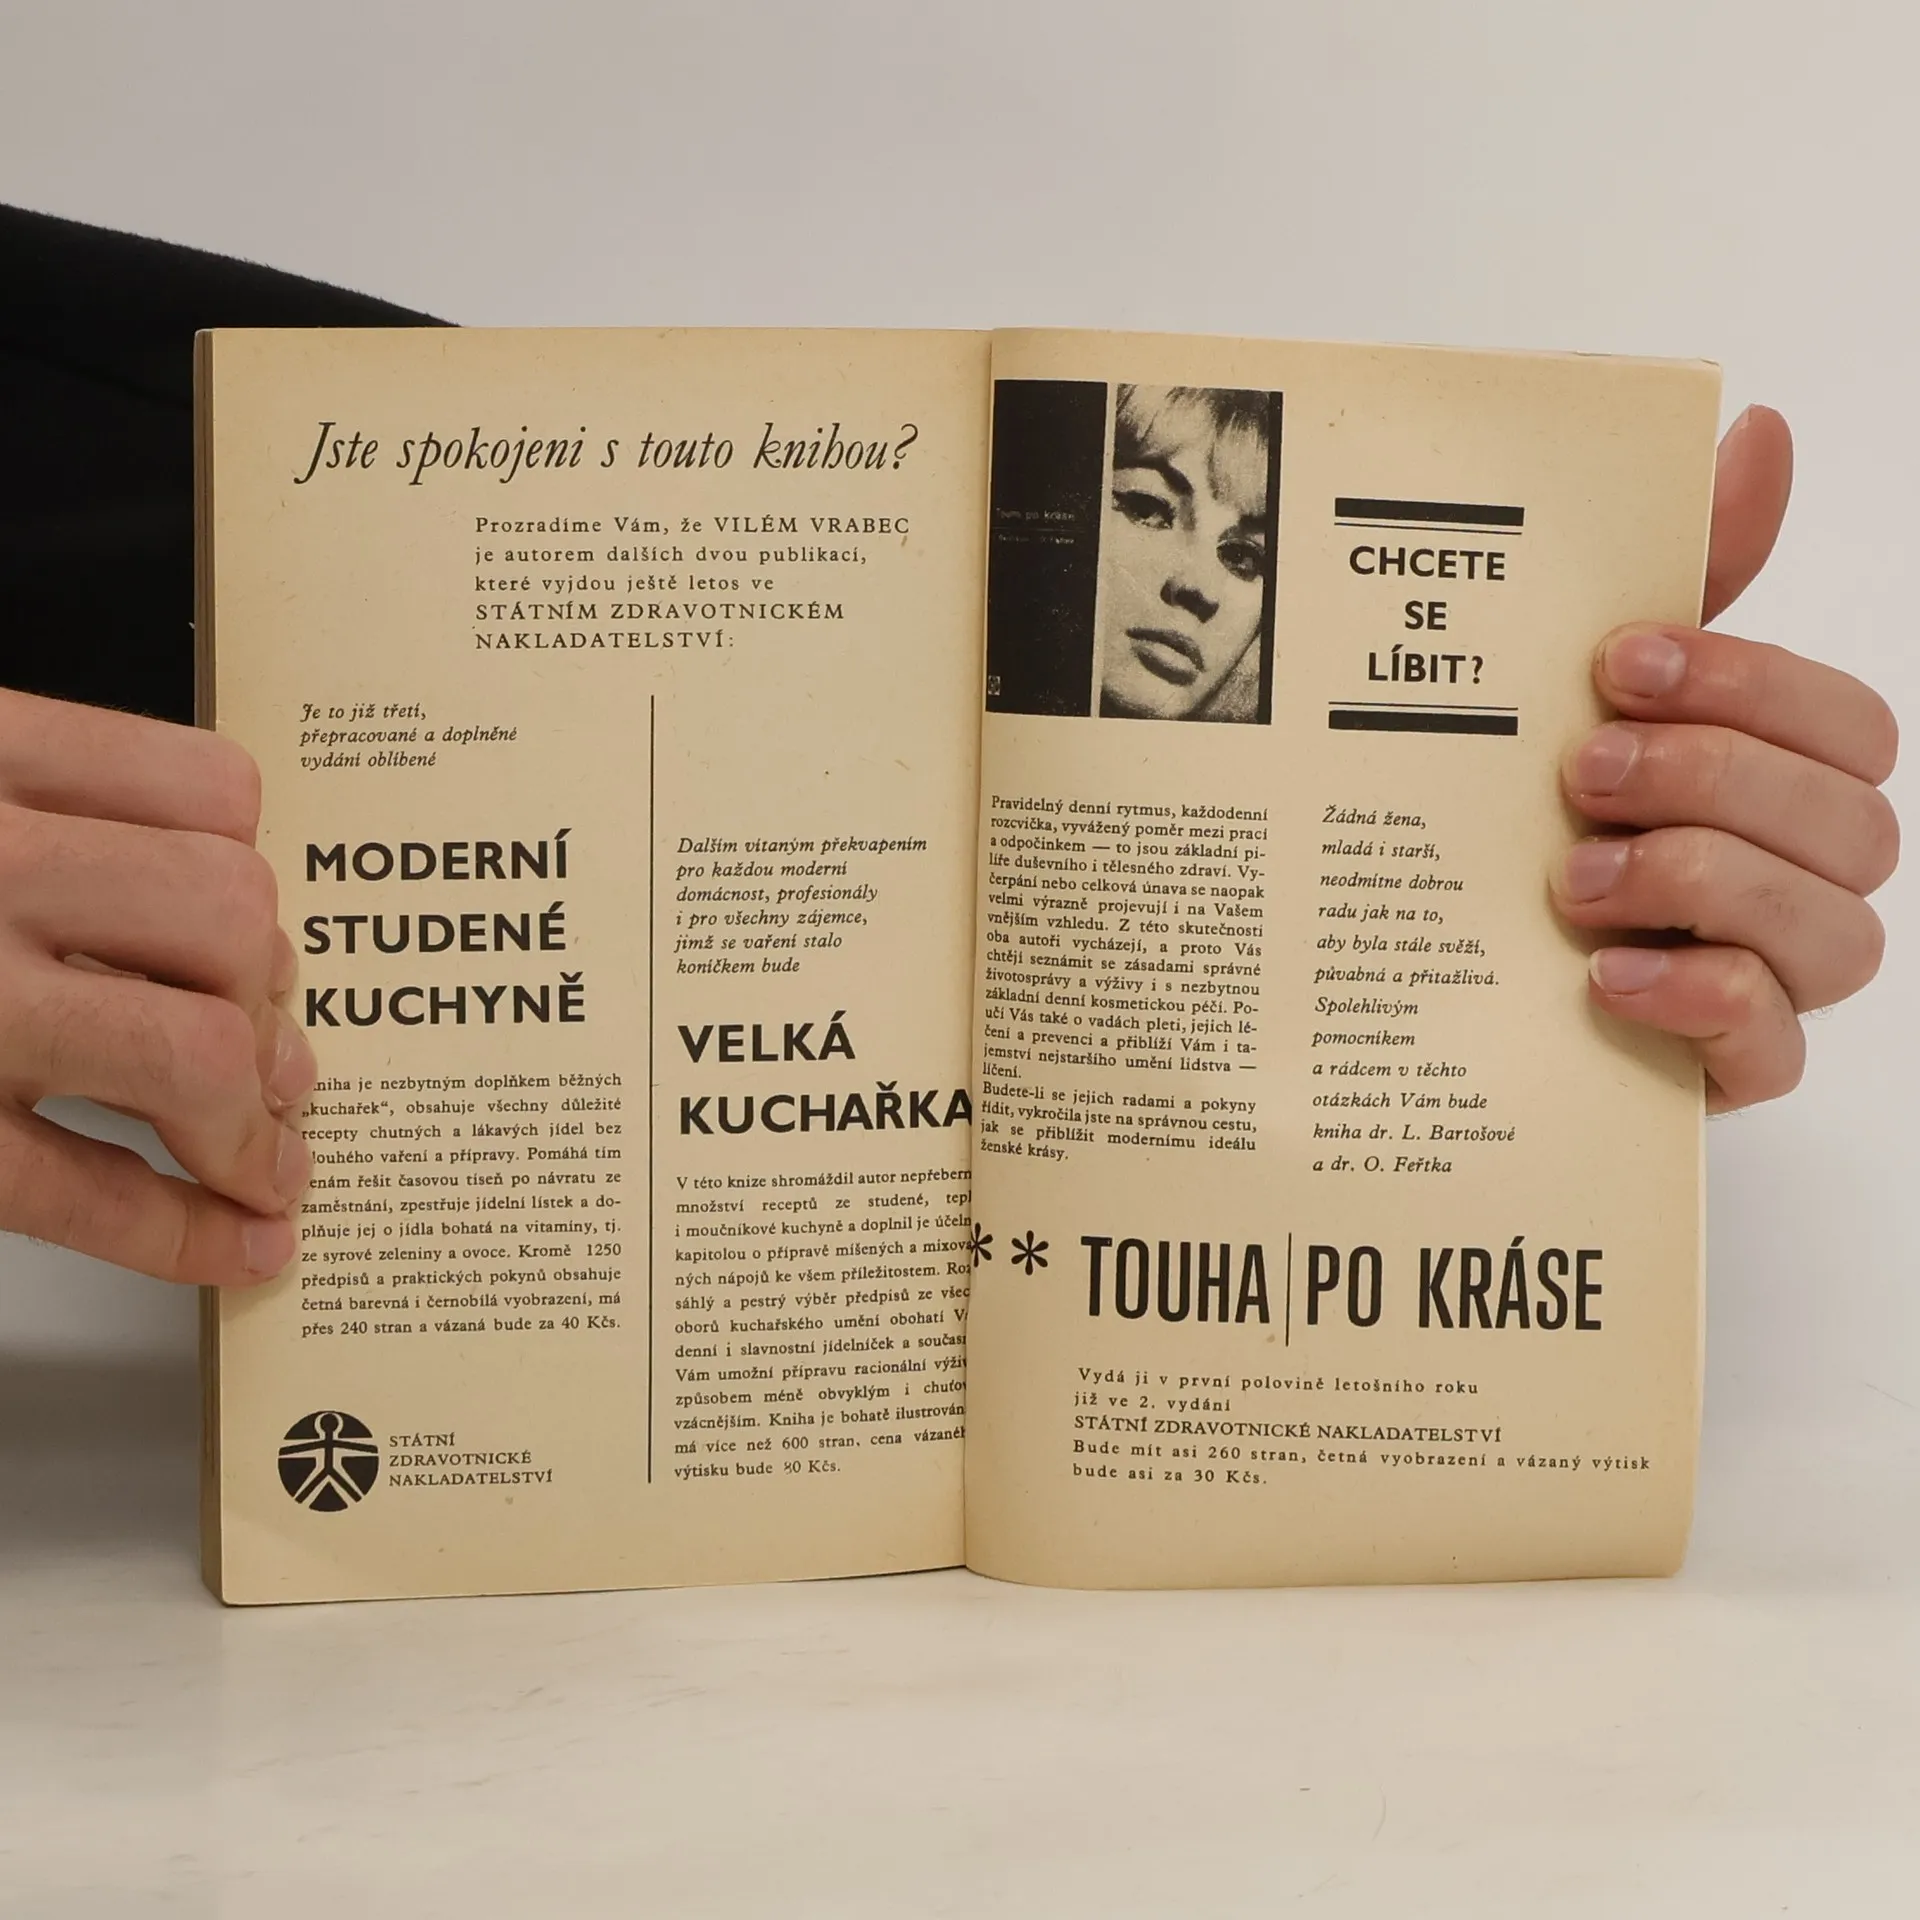 Jste spokojeni s touto knihou?
Prozradíme Vám, že VILÉM VRABEC
je autorem dalších dvou publikací,
které vyjdou ještě letos ve
STÁTNÍM ZDRAVOTNICKÉM
NAKLADATELSTVÍ:
Je to již třetí,
přepracované a doplněné
vydání oblíbené
MODERNÍ
STUDENÉ
KUCHYNĚ
niha je nezbytným doplňkem běžných
„kuchařek“, obsahuje všechny důležité
recepty chutných a lákavých jídel bez
louhého vaření a přípravy. Pomáhá tím
enám řešit časovou tíseň po návratu ze
zaměstnání, zpestřuje jídelní lístek a do-
plňuje jej o jídla bohatá na vitamíny, tj.
ze syrové zeleniny a ovoce. Kromě 1250
předpisů a praktických pokynů obsahuje
četná barevná i černobílá vyobrazení, má
přes 240 stran a vázaná bude za 40 Kčs.
STÁTNÍ
ZDRAVOTNICKÉ
NAKLADATELSTVÍ
Dalším vítaným překvapením
pro každou moderní
domácnost, profesionály
i pro všechny zájemce,
jimž se vaření stalo
koníčkem bude
VELKÁ
KUCHAŘKA
V této knize shromáždil autor nepřebern
množství receptů ze studené, tepl
i moučníkové kuchyně a doplnil je účeln
kapitolou o přípravě míšených a mixova
ných nápojů ke všem příležitostem. Roz
sáhlý a pestrý výběr předpisů ze všec
oborů kuchařského umění obohatí V
denní i slavnostní jídelníček a součas
Vám umožní přípravu racionální výživ
způsobem méně obvyklým i chuťov
vzácnějším. Kniha je bohatě ilustrován
má více než 600 stran, cena vázanéh
výtisku bude 80 Kčs.
Touha po kráse
CHCETE
SE
LÍBIT?
Pravidelný denní rytmus, každodenní
rozcvička, vyvážený poměr mezi prací
a odpočinkem — to jsou základní pi-
líře duševního i tělesného zdraví. Vy-
čerpání nebo celková únava se naopak
velmi výrazně projevují i na Vašem
vnějším vzhledu. Z této skutečnosti
oba autoři vycházejí, a proto Vás
chtějí seznámit se zásadami správné
životosprávy a výživy i s nezbytnou
základní denní kosmetickou péčí. Po-
učí Vás také o vadách pleti, jejich lé-
čení a prevenci a přiblíží Vám i ta-
jemství nejstaršího umění lidstva —
líčení.
Budete-li se jejich radami a pokyny
řídit, vykročila jste na správnou cestu,
jak se přiblížit modernímu ideálu
ženské krásy.
Žádná žena,
mladá i starší,
neodmítne dobrou
radu jak na to,
aby byla stále svěží,
půvabná a přitažlivá.
Spolehlivým
pomocníkem
a rádcem v těchto
otázkách Vám bude
kniha dr. L. Bartošové
a dr. O. Feřtka
** TOUHA PO KRÁSE
Vydá ji v první polovině letošního roku
již ve 2. vydání
STÁTNÍ ZDRAVOTNICKÉ NAKLADATELSTVÍ
Bude mít asi 260 stran, četná vyobrazení a vázaný výtisk
bude asi za 30 Kčs.